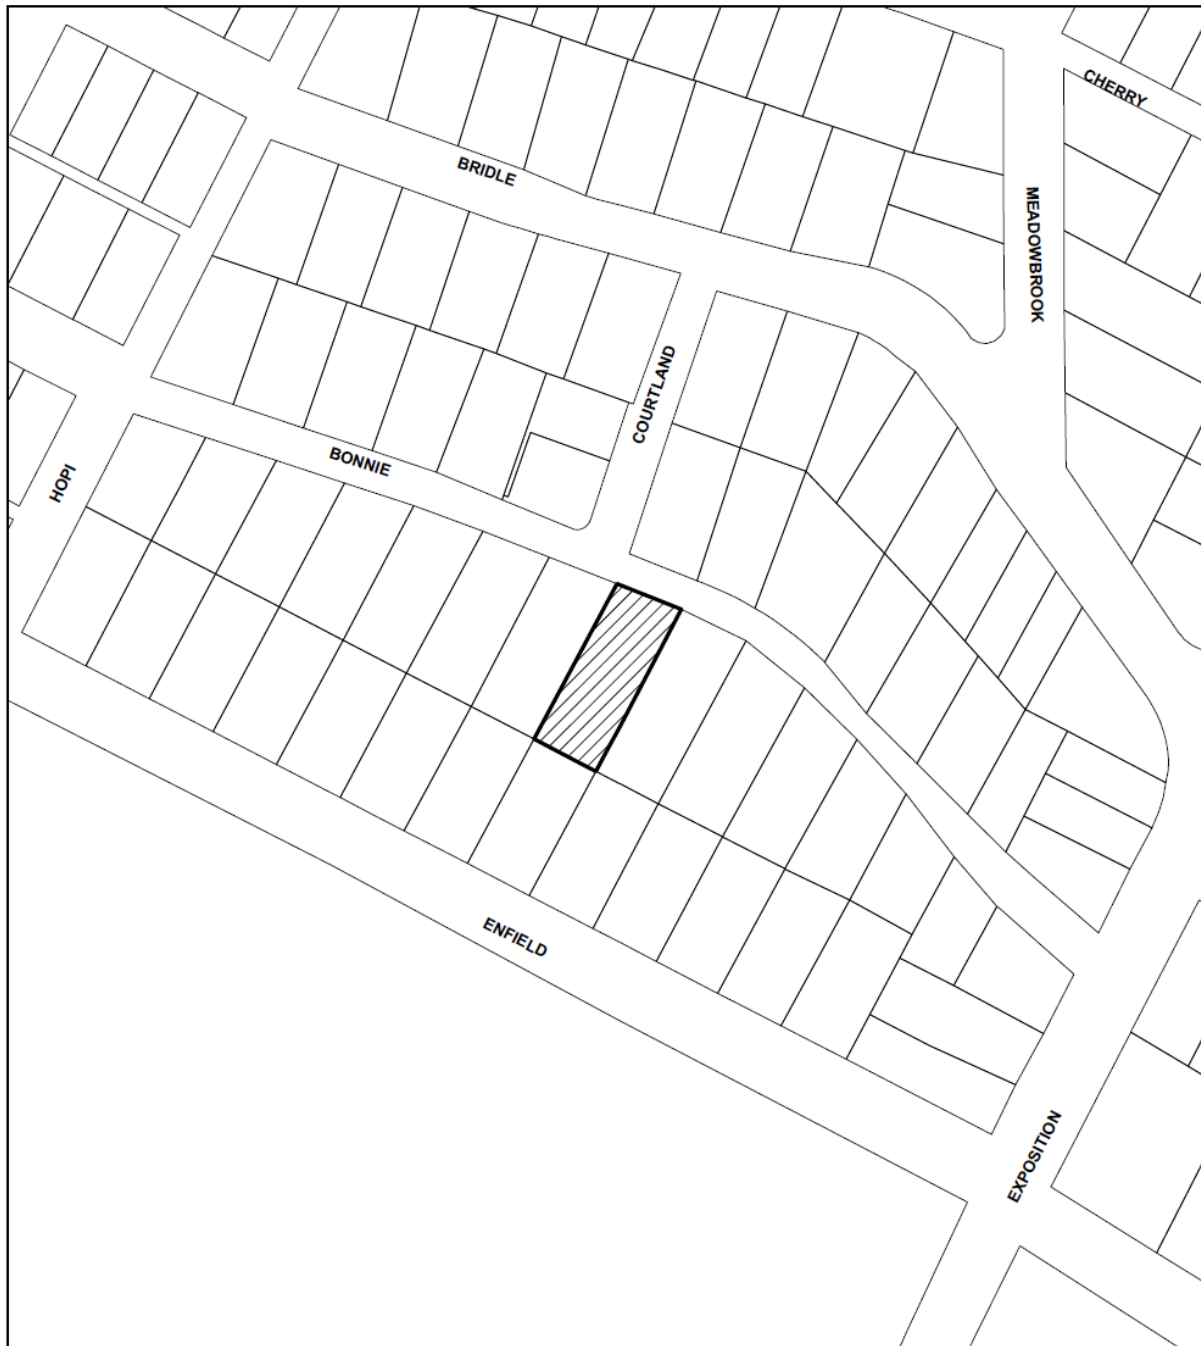 CHERRY
BRIDLE
MEADOWBROOK
COURTLAND
BONNIE
HOPI
ENFIELD
EXPOSITION